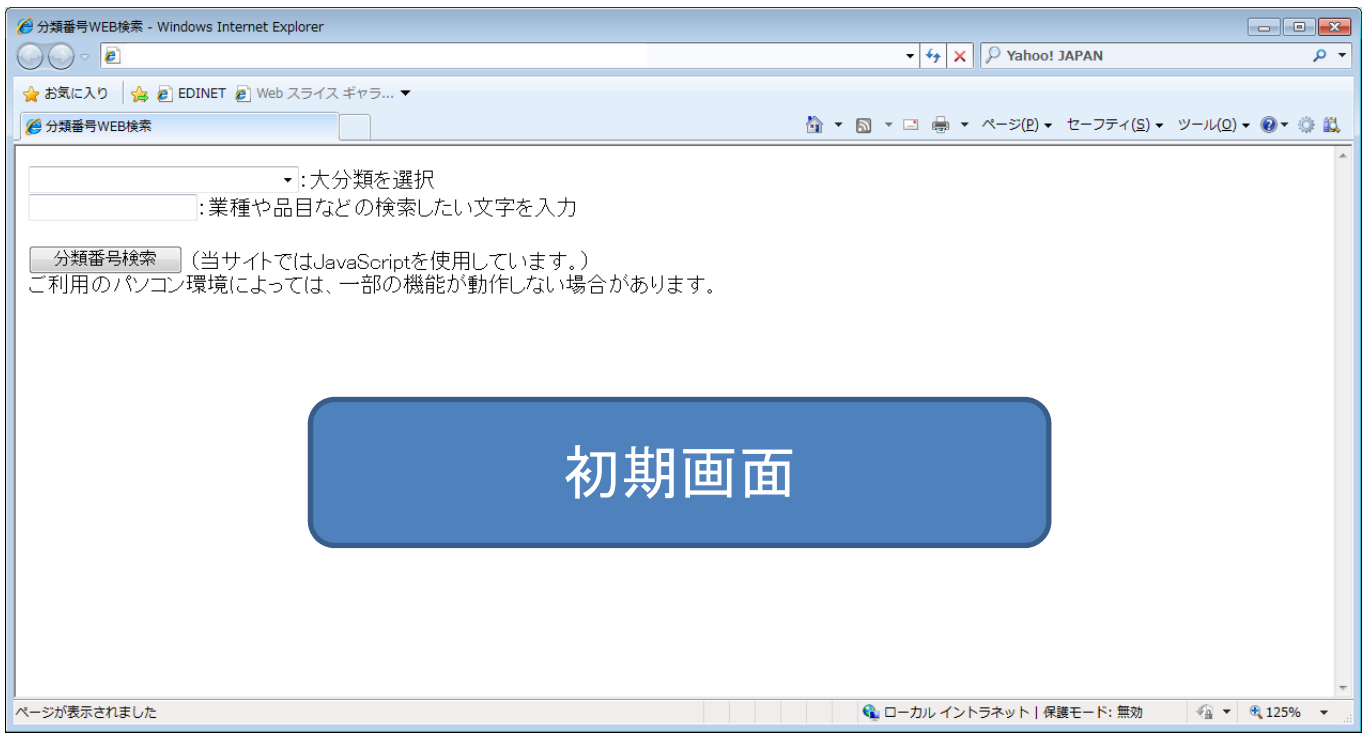 分類番号WEB検索 - Windows Internet Explorer
Yahoo! JAPAN
お気に入り EDINET Web スライス ギャラ...
分類番号WEB検索 ページ(P) セーフティ(S) ツール(O)
:大分類を選択
:業種や品目などの検索したい文字を入力
分類番号検索 (当サイトではJavaScriptを使用しています。)
ご利用のパソコン環境によっては、一部の機能が動作しない場合があります。
初期画面
ページが表示されました ローカル イントラネット | 保護モード: 無効 125%